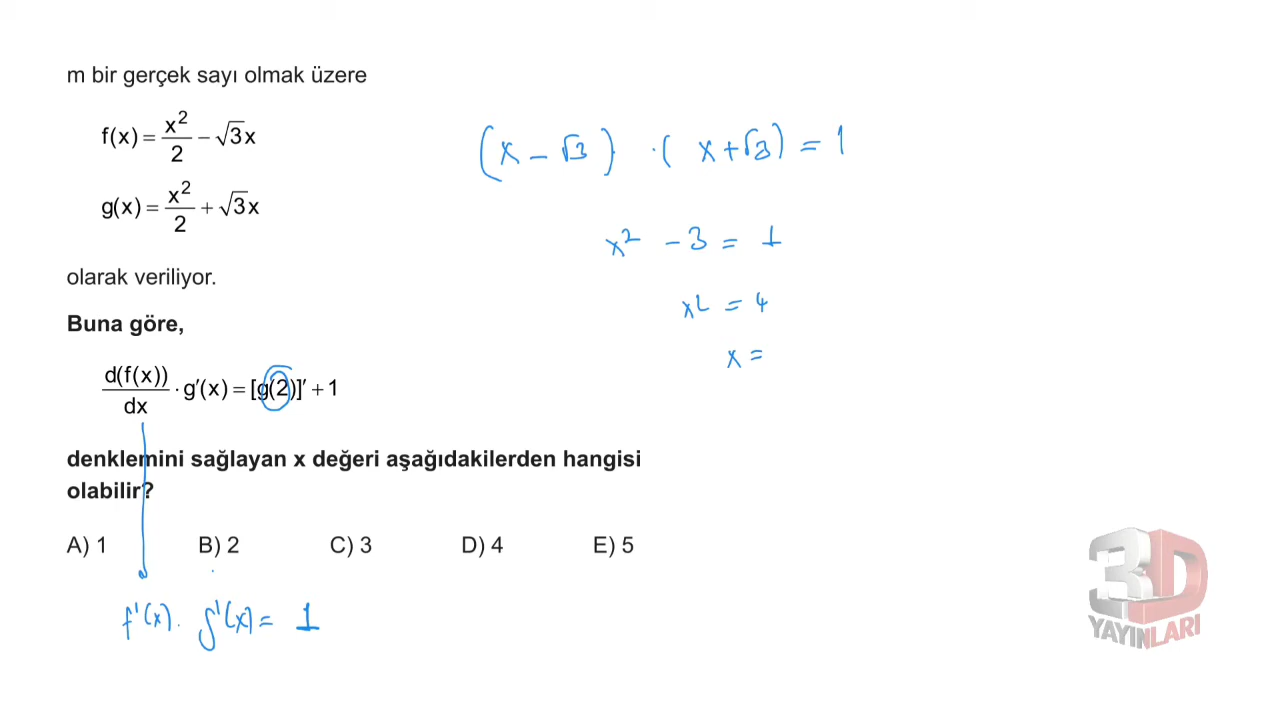 m bir gerçek sayı olmak üzere
f(x) = x²/2 − √3x
g(x) = x²/2 + √3x
olarak veriliyor.
Buna göre,
d(f(x))/dx · g′(x) = [g(2)]′ + 1
denklemini sağlayan x değeri aşağıdakilerden hangisi
olabilir?
A) 1 B) 2 C) 3 D) 4 E) 5
f'(x). g'(x) = 1
(x − √3) · (x + √3) = 1
x² − 3 = 1
x² = 4
x =
3D
YAYINLARI